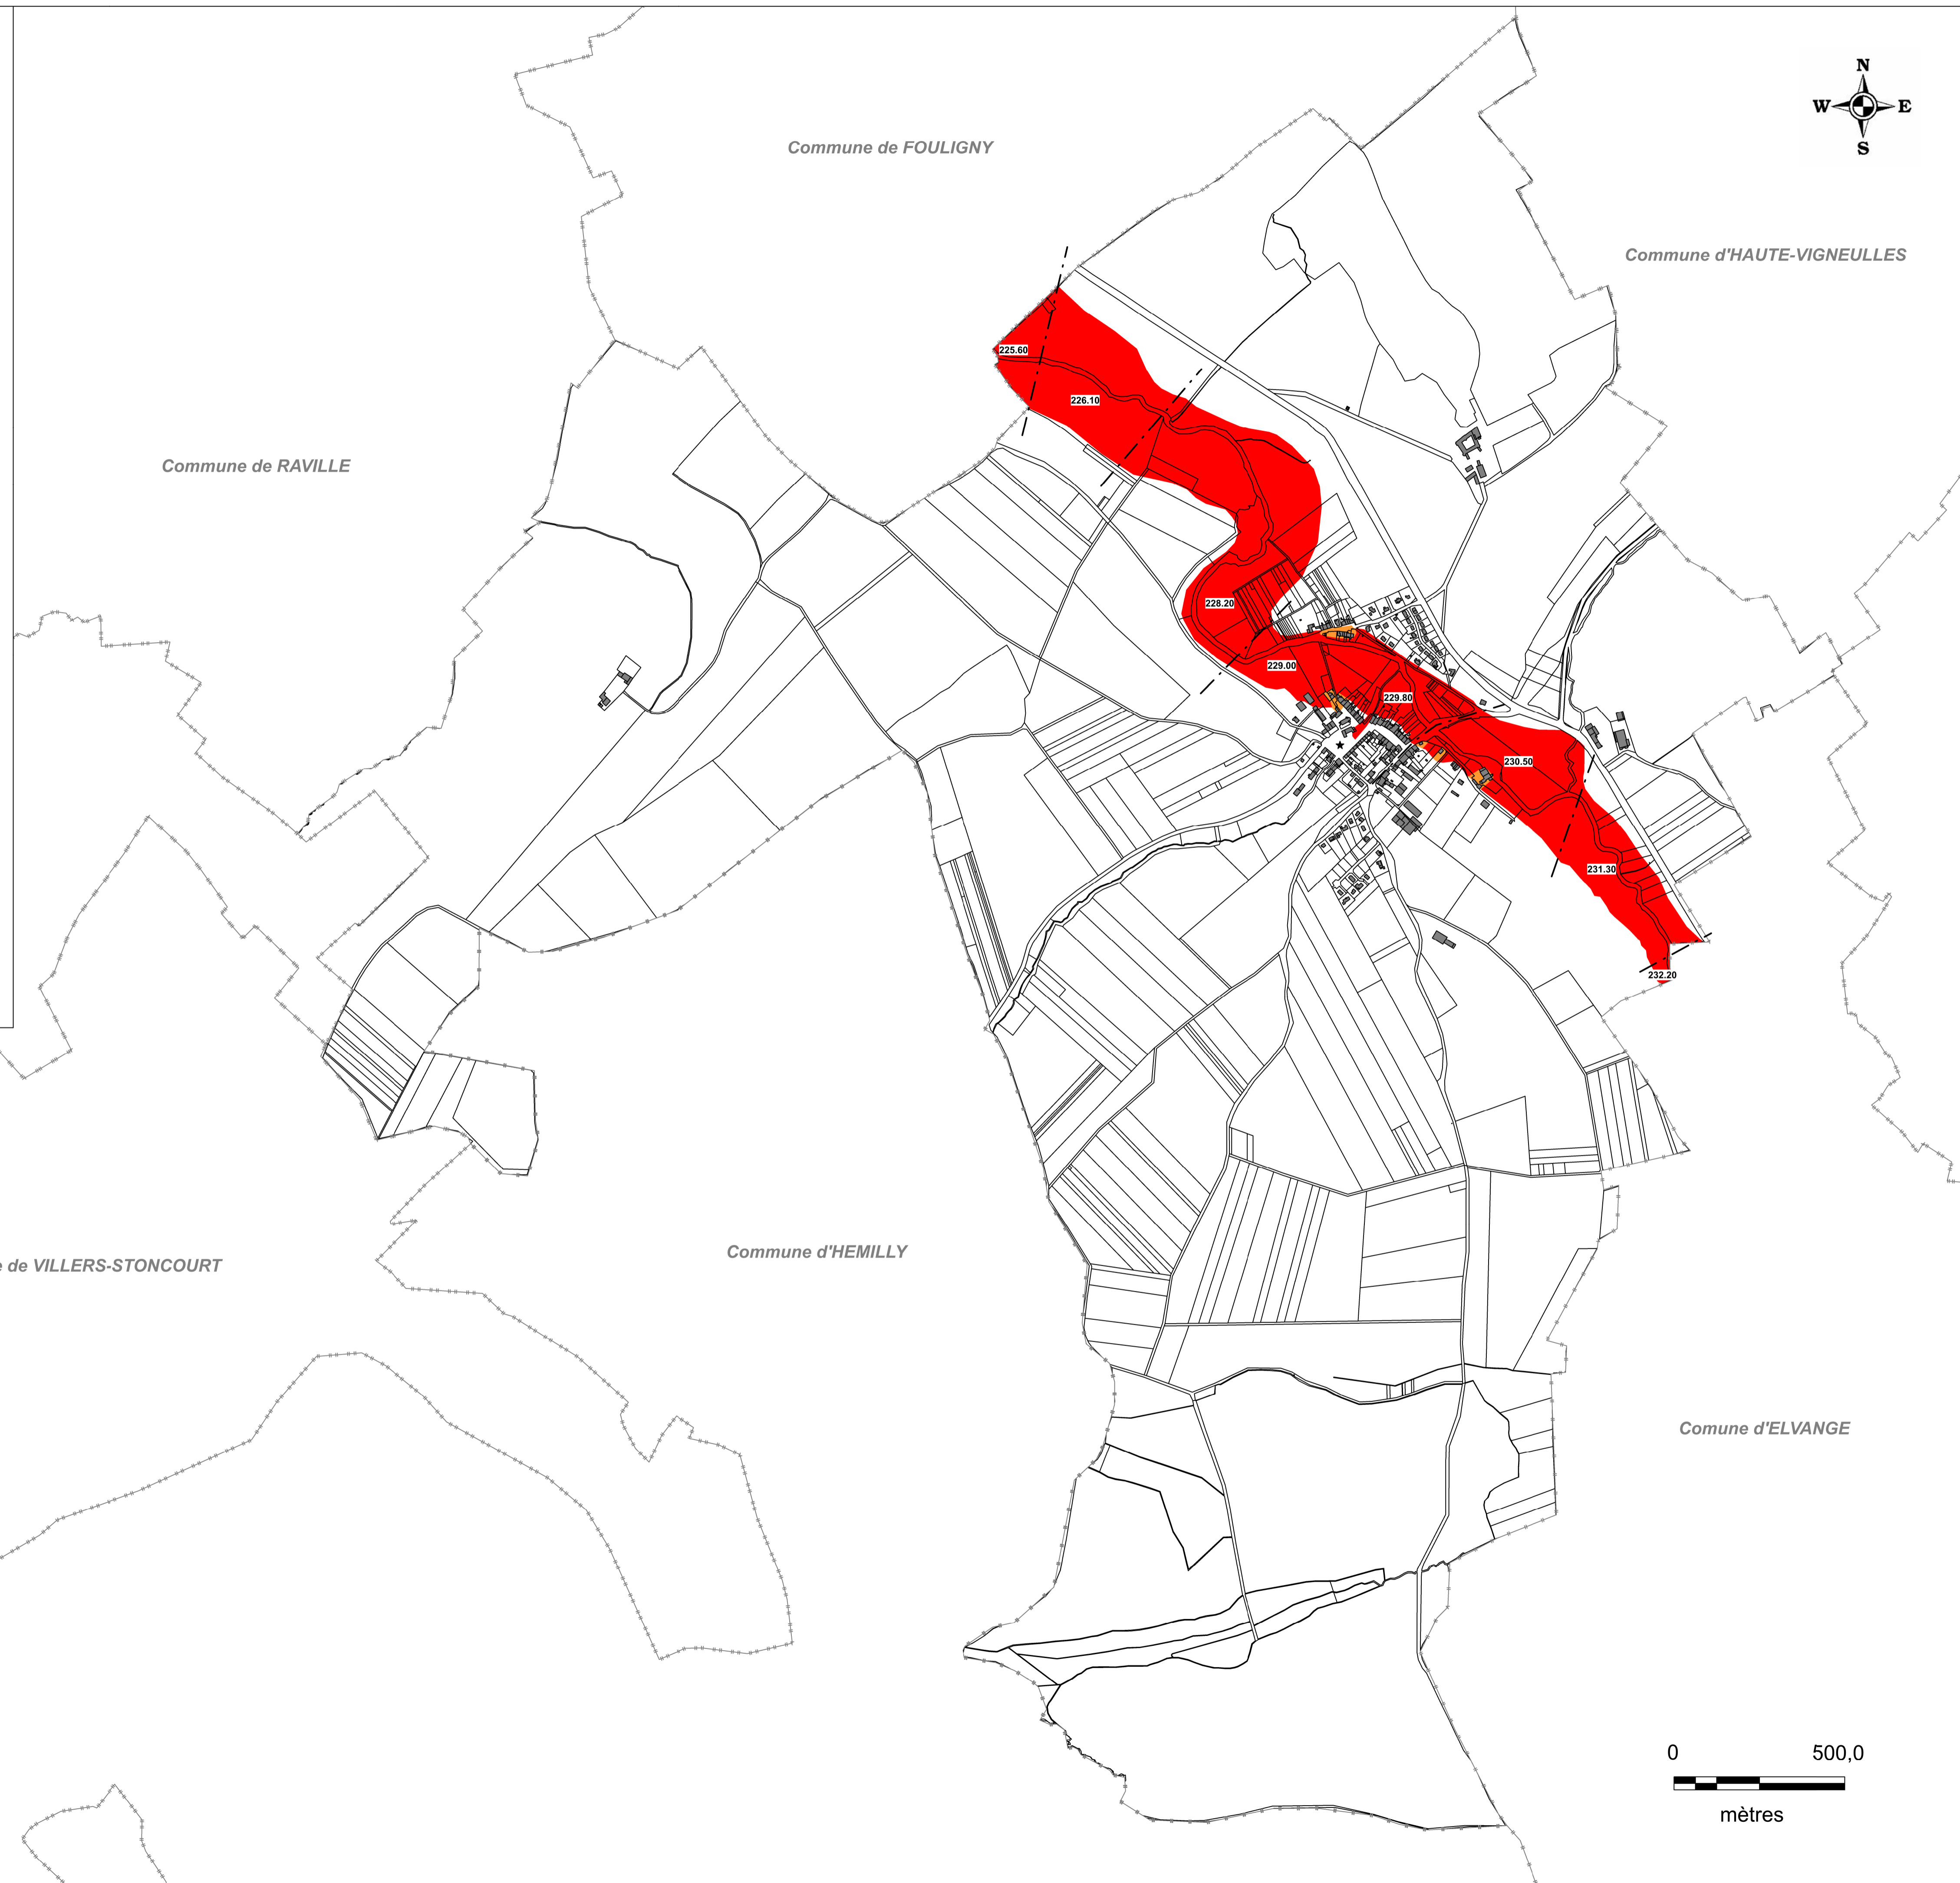 N
W E
S
Commune de FOULIGNY
Commune d'HAUTE-VIGNEULLES
225.60
226.10
Commune de RAVILLE
228.20
229.00
229.80
230.50
231.30
232.20
Commune d'HEMILLY
e de VILLERS-STONCOURT
Comune d'ELVANGE
0 500,0
mètres